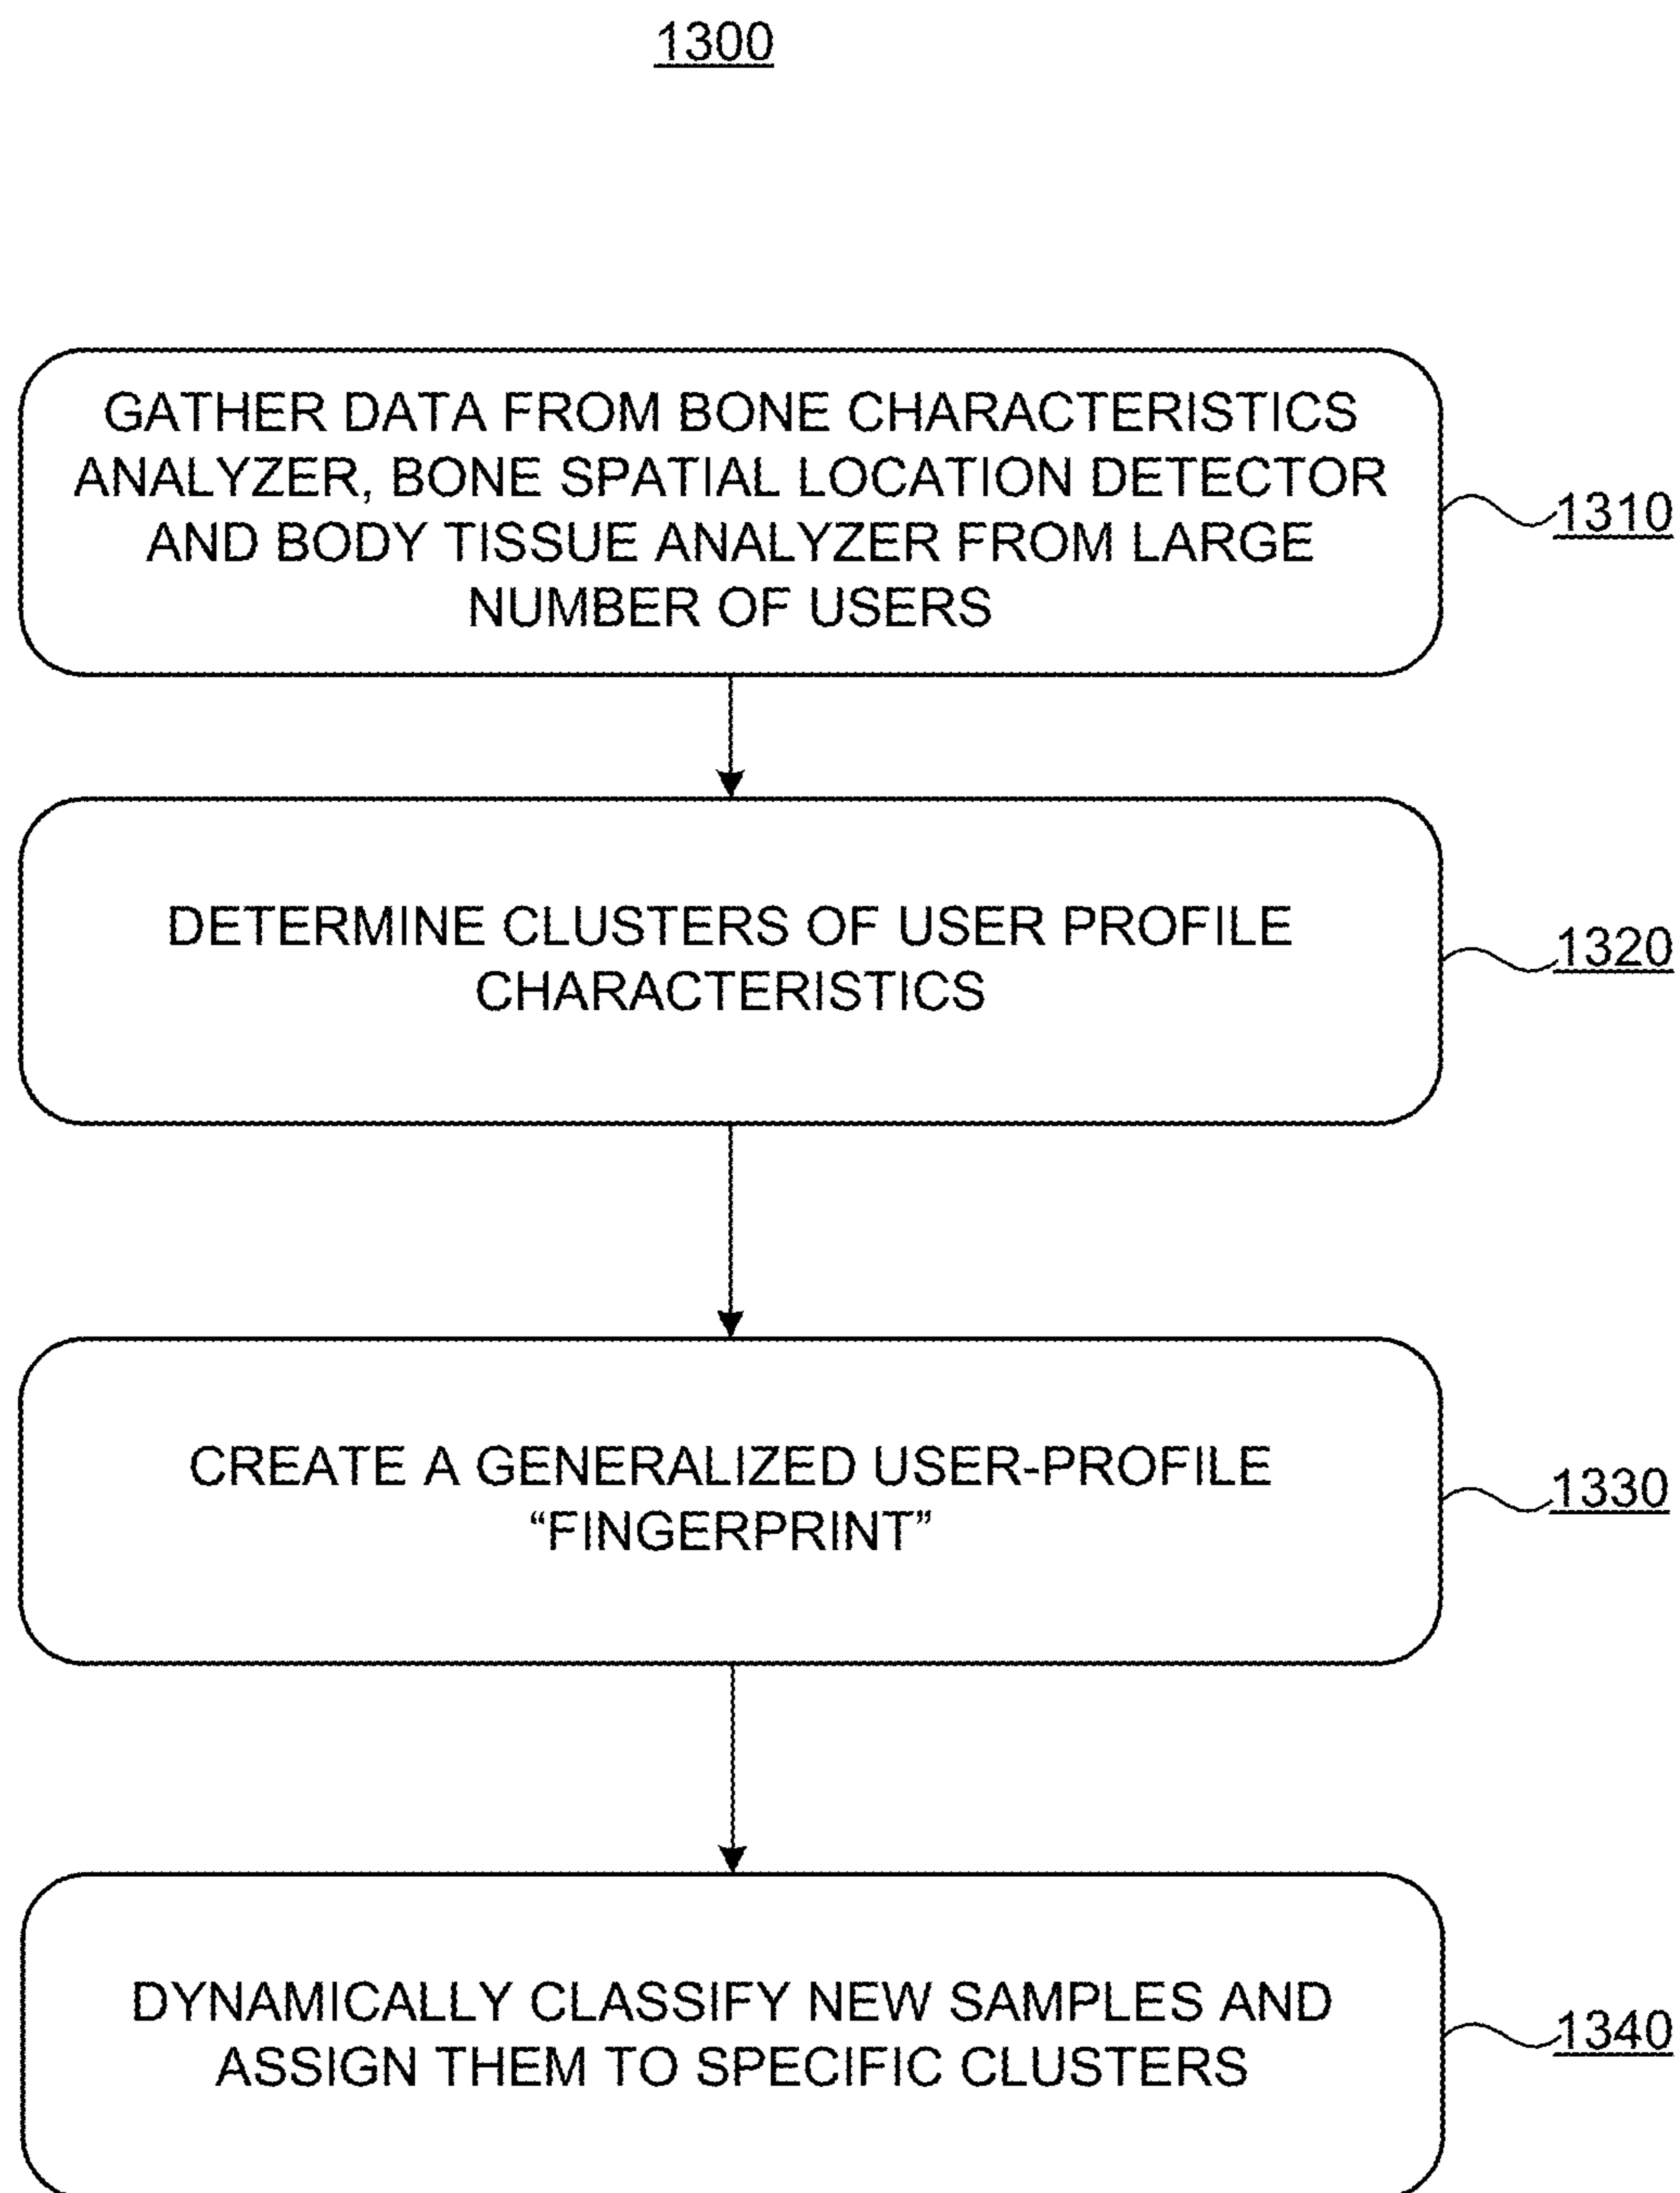 1300
GATHER DATA FROM BONE CHARACTERISTICS
ANALYZER, BONE SPATIAL LOCATION DETECTOR
AND BODY TISSUE ANALYZER FROM LARGE
NUMBER OF USERS
1310
DETERMINE CLUSTERS OF USER PROFILE
CHARACTERISTICS
1320
CREATE A GENERALIZED USER-PROFILE
“FINGERPRINT”
1330
DYNAMICALLY CLASSIFY NEW SAMPLES AND
ASSIGN THEM TO SPECIFIC CLUSTERS
1340